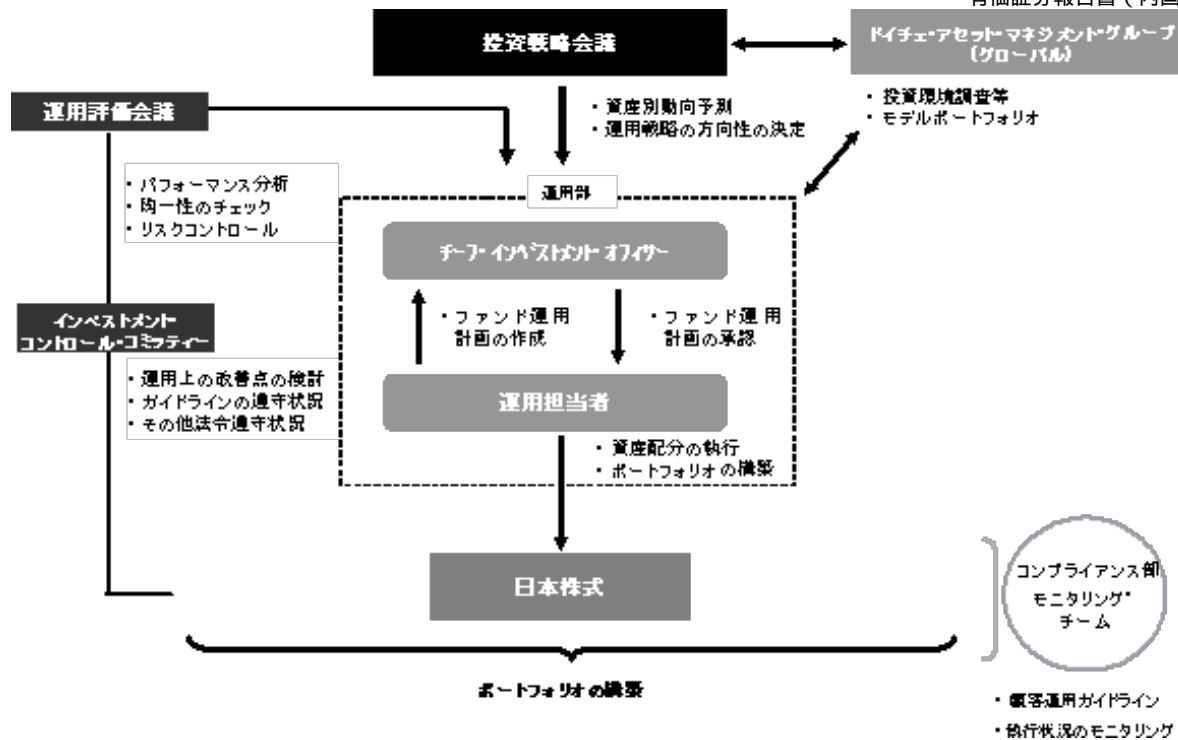 有価証券報告書（内国
投資戦略会議
ドイチェ・アセット・マネジメント・グループ
(グローバル)
・投資環境調査等
・モデルポートフォリオ
運用評価会議
・資産別動向予測
・運用戦略の方向性の決定
・パフォーマンス分析
・均一性のチェック
・リスクコントロール
運用部
チーフ・インベストメント・オフィサー
・ファンド運用
計画の作成
・ファンド運用
計画の承認
インベストメント
コントロール・コミッティー
・運用上の改善点の検討
・ガイドラインの遵守状況
・その他法令遵守状況
運用担当者
・資産配分の執行
・ポートフォリオの構築
日本株式
コンプライアンス部
モニタリング・
チーム
ポートフォリオの構築
・顧客運用ガイドライン
・執行状況のモニタリング